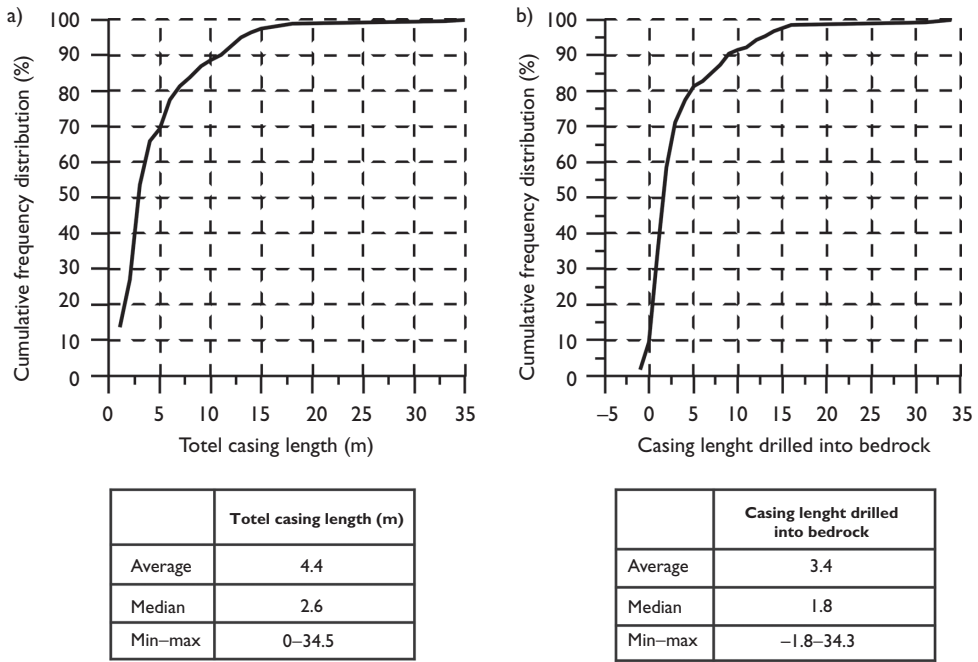 a)
Cumulative frequency distribution (%)
100
90
80
70
60
50
40
30
20
10
0
0 5 10 15 20 25 30 35
Totel casing length (m)
b)
Cumulative frequency distribution (%)
100
90
80
70
60
50
40
30
20
10
0
–5 0 5 10 15 20 25 30 35
Casing lenght drilled into bedrock
Totel casing length (m)
Average 4.4
Median 2.6
Min–max 0–34.5
Casing lenght drilled
into bedrock
Average 3.4
Median 1.8
Min–max –1.8–34.3